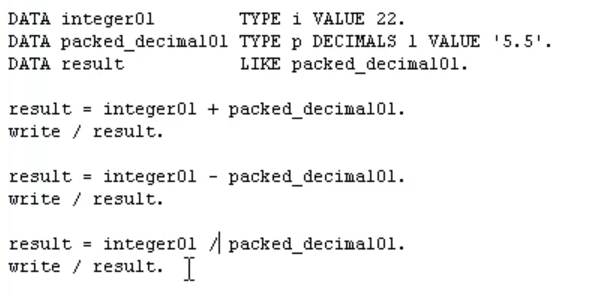 DATA integer01          TYPE i VALUE 22.
DATA packed_decimal01 TYPE p DECIMALS 1 VALUE '5.5'.
DATA result             LIKE packed_decimal01.
result = integer01 + packed_decimal01.
write / result.
result = integer01 - packed_decimal01.
write / result.
result = integer01 / packed_decimal01.
write / result.